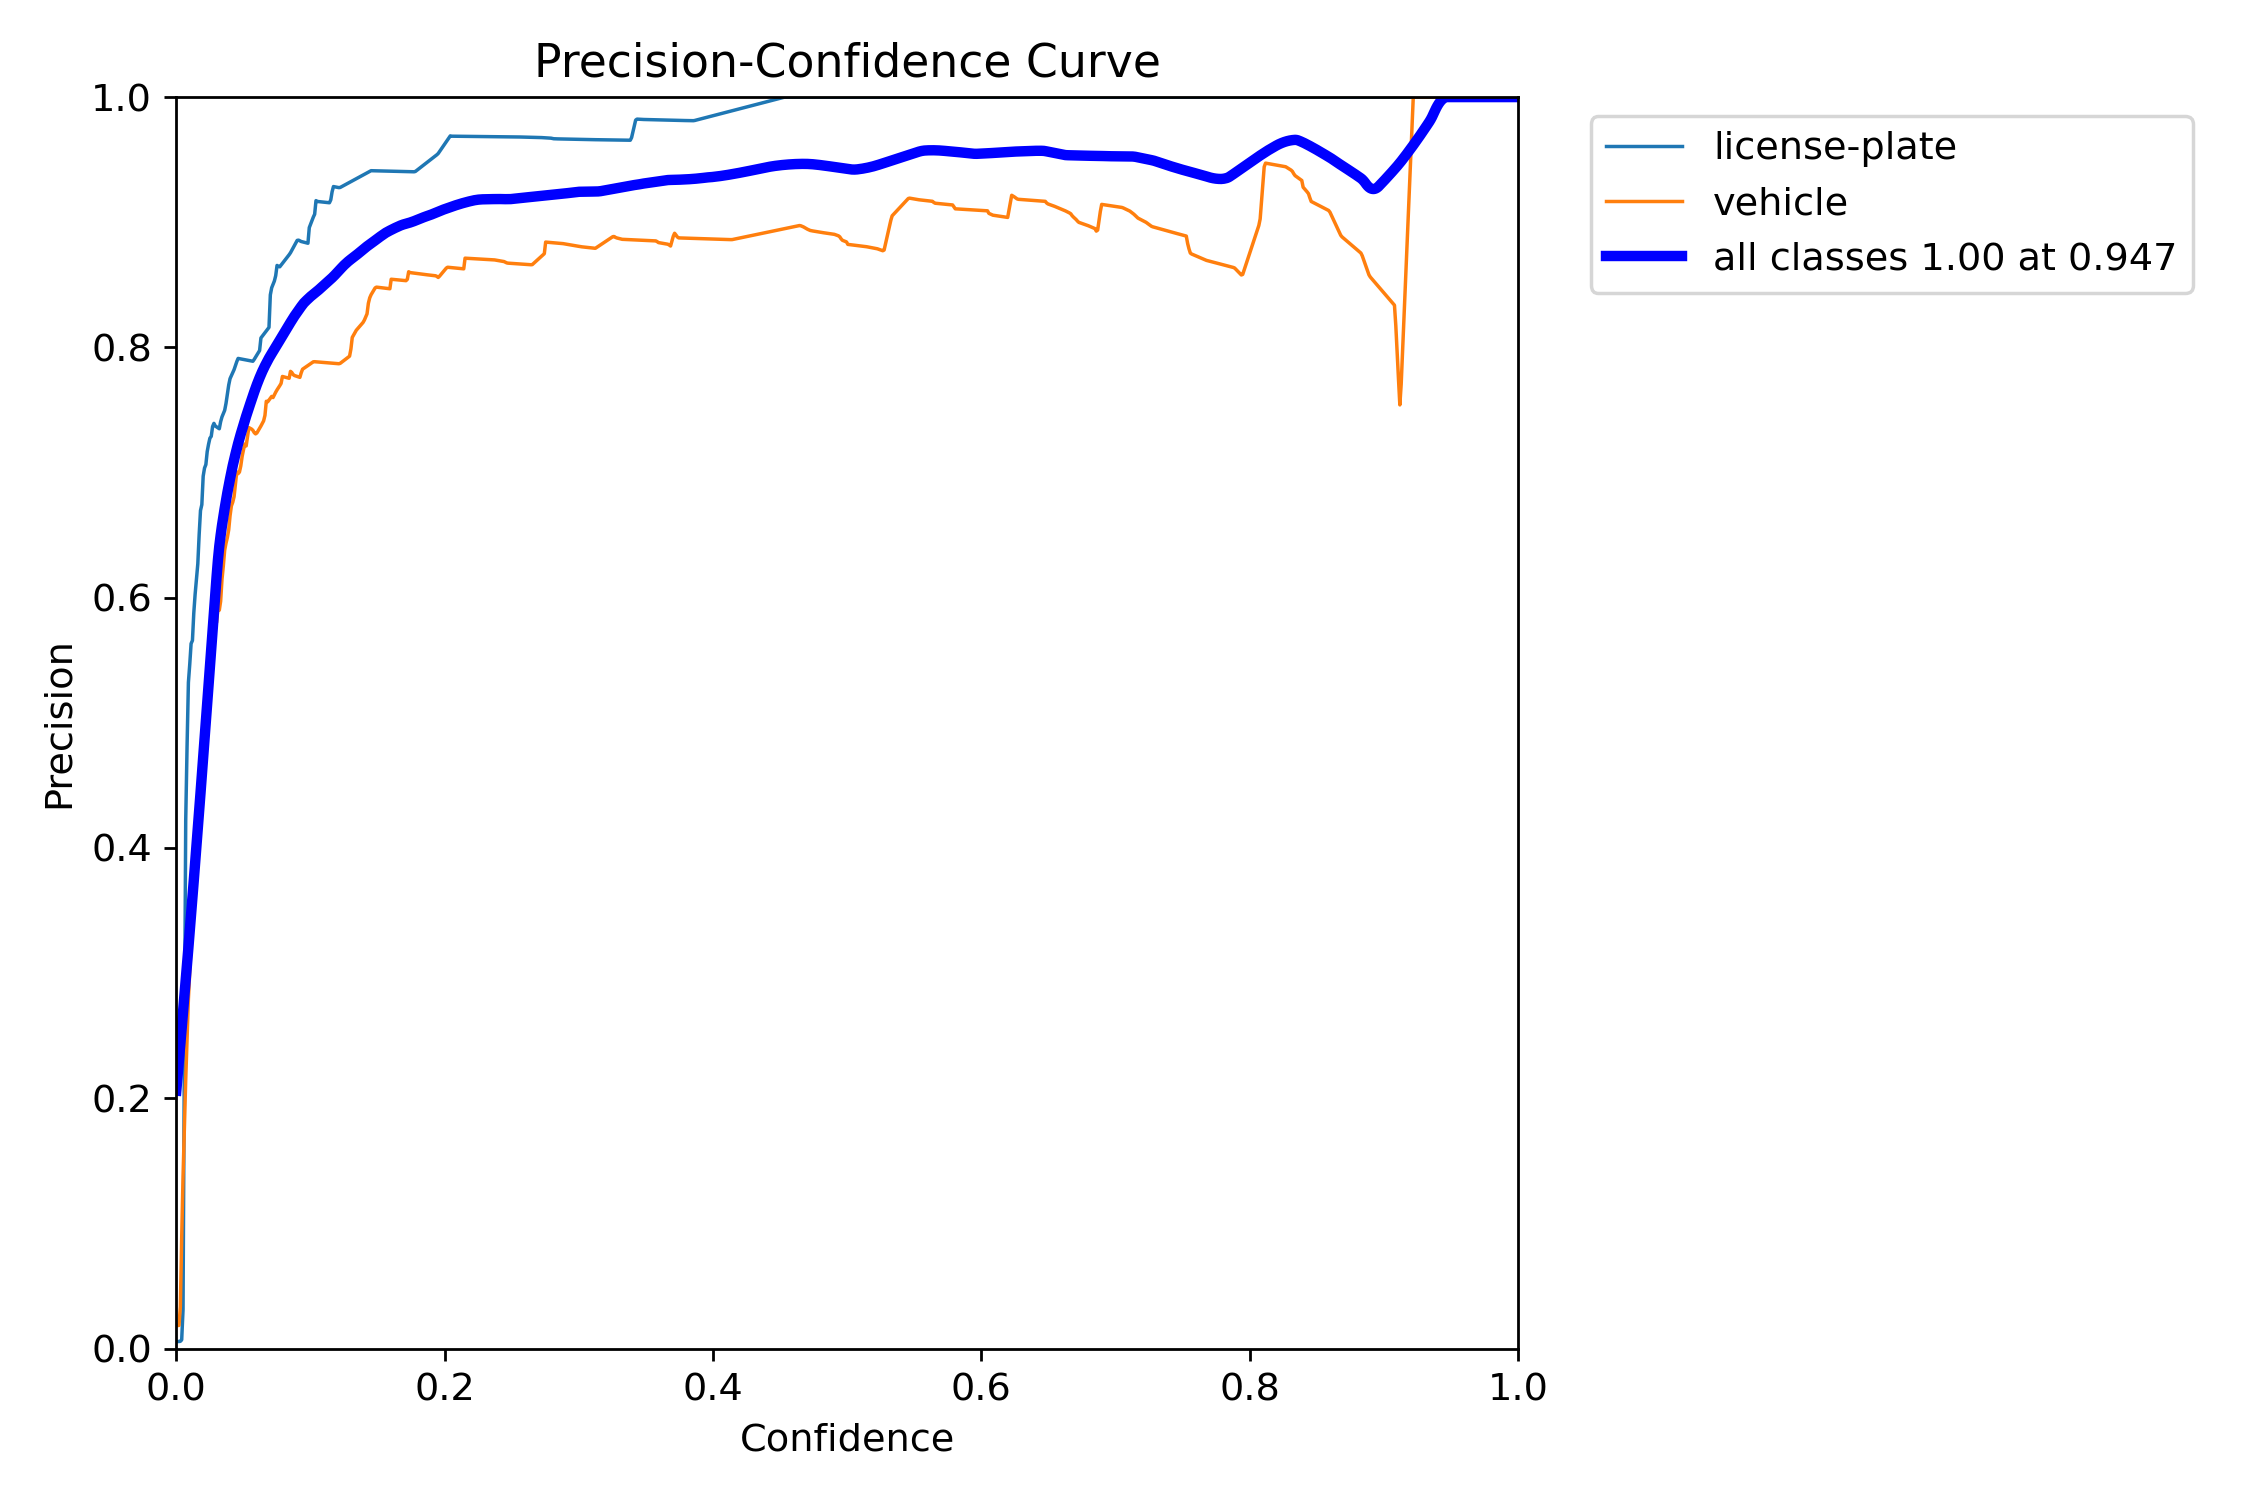 Precision-Confidence Curve
1.0
0.8
0.6
0.4
0.2
0.0
Precision
0.0 0.2 0.4 0.6 0.8 1.0
Confidence
license-plate
vehicle
all classes 1.00 at 0.947